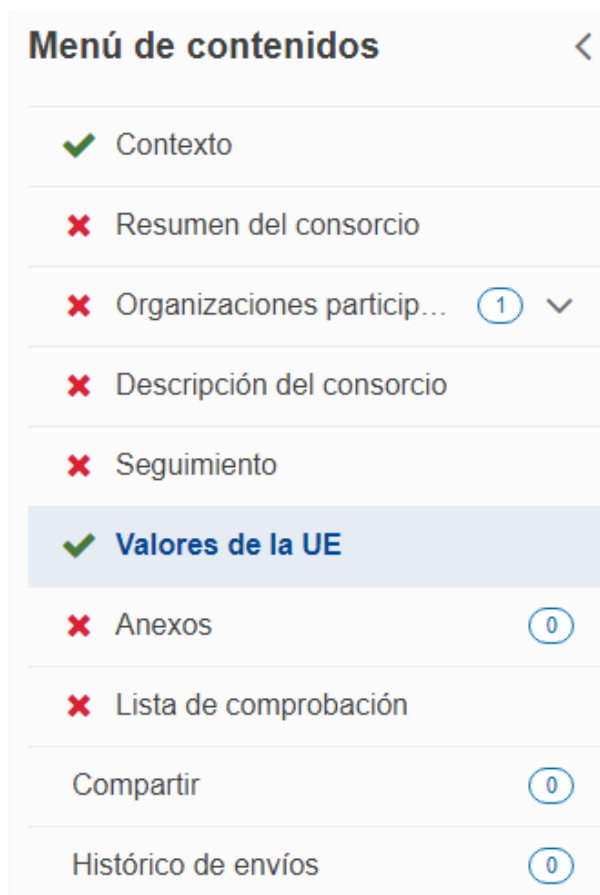 Menú de contenidos
Contexto
Resumen del consorcio
Organizaciones particip... 1
Descripción del consorcio
Seguimiento
Valores de la UE
Anexos 0
Lista de comprobación
Compartir 0
Histórico de envíos 0